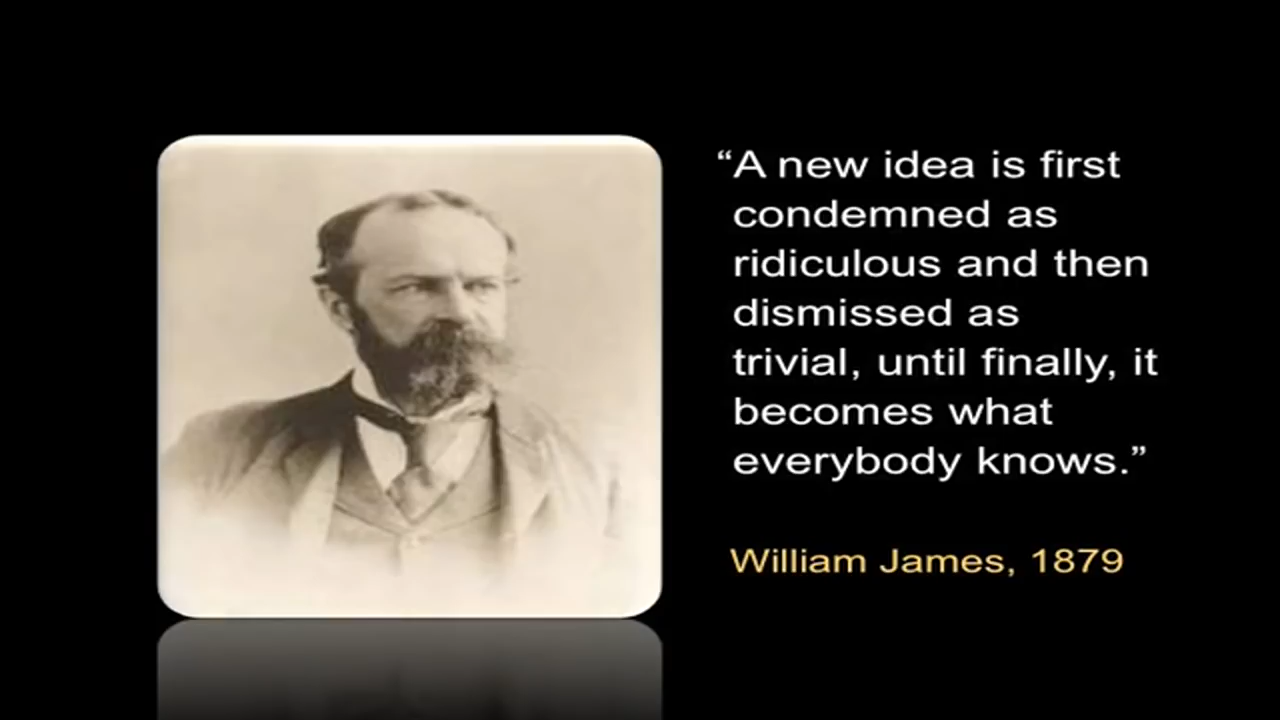 “A new idea is first
condemned as
ridiculous and then
dismissed as
trivial, until finally, it
becomes what
everybody knows.”
William James, 1879